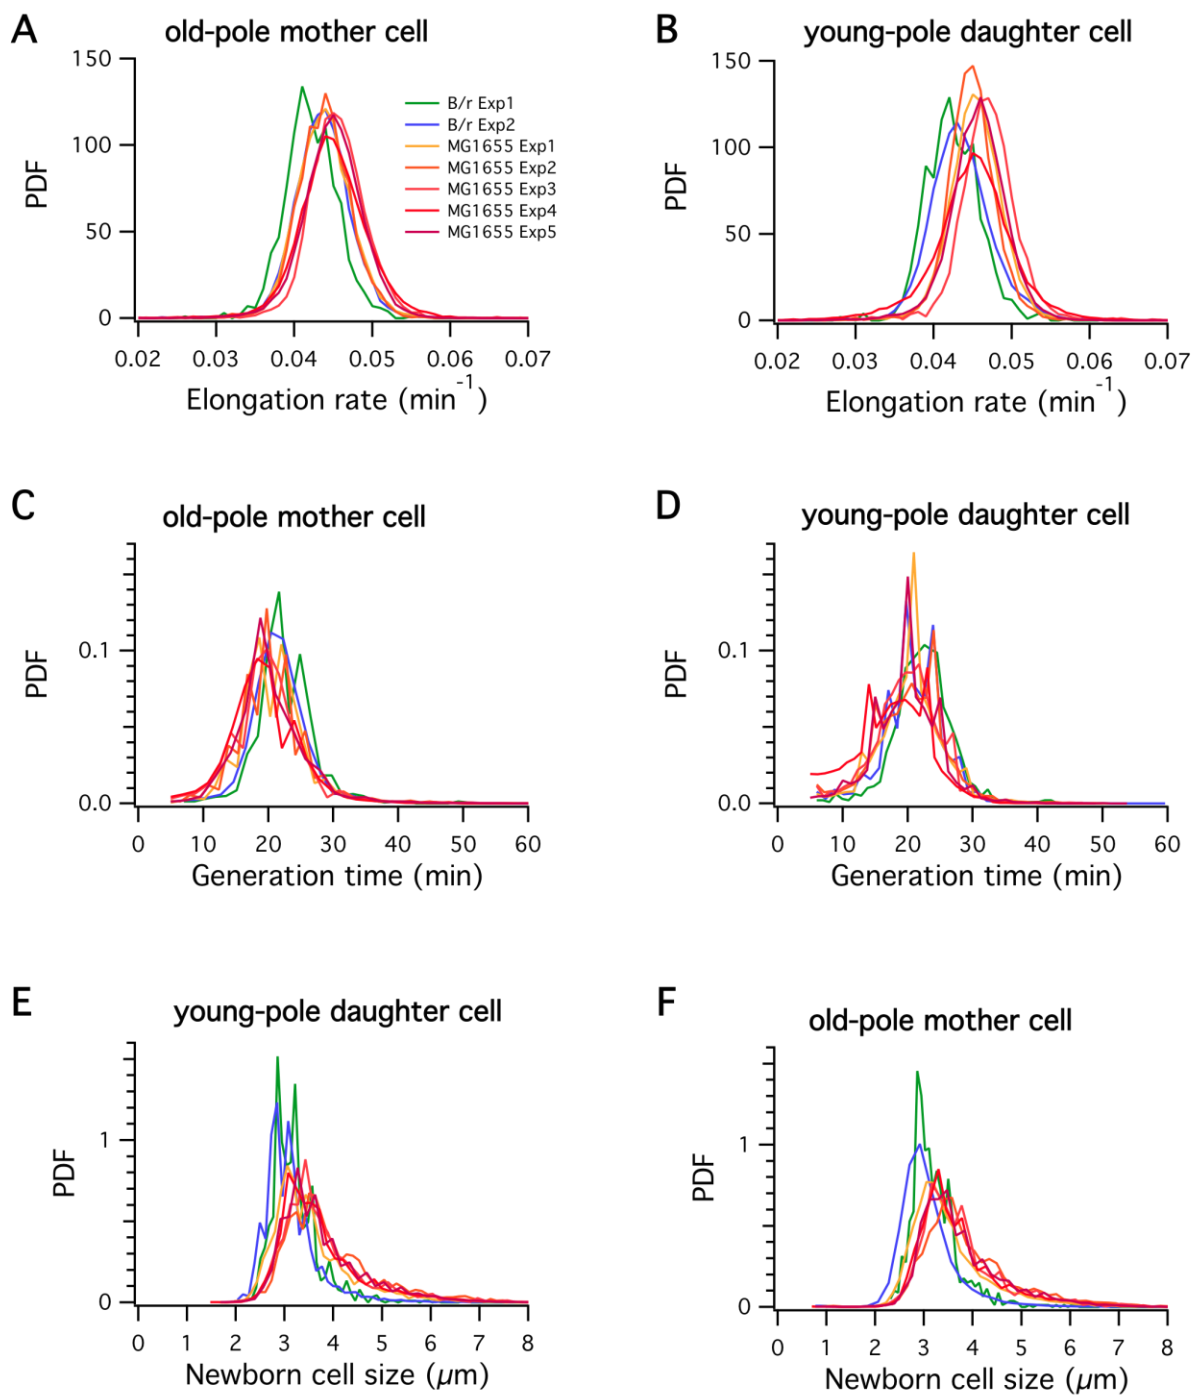 A
old-pole mother cell
150
100
50
0
PDF
B/r Exp1
B/r Exp2
MG1655 Exp1
MG1655 Exp2
MG1655 Exp3
MG1655 Exp4
MG1655 Exp5
0.02 0.03 0.04 0.05 0.06 0.07
Elongation rate (min⁻¹)
B
young-pole daughter cell
150
100
50
0
PDF
0.02 0.03 0.04 0.05 0.06 0.07
Elongation rate (min⁻¹)
C
old-pole mother cell
0.1
0.0
PDF
0 10 20 30 40 50 60
Generation time (min)
D
young-pole daughter cell
0.1
0.0
PDF
0 10 20 30 40 50 60
Generation time (min)
E
young-pole daughter cell
1
0
PDF
0 1 2 3 4 5 6 7 8
Newborn cell size (µm)
F
old-pole mother cell
1
0
PDF
0 1 2 3 4 5 6 7 8
Newborn cell size (µm)